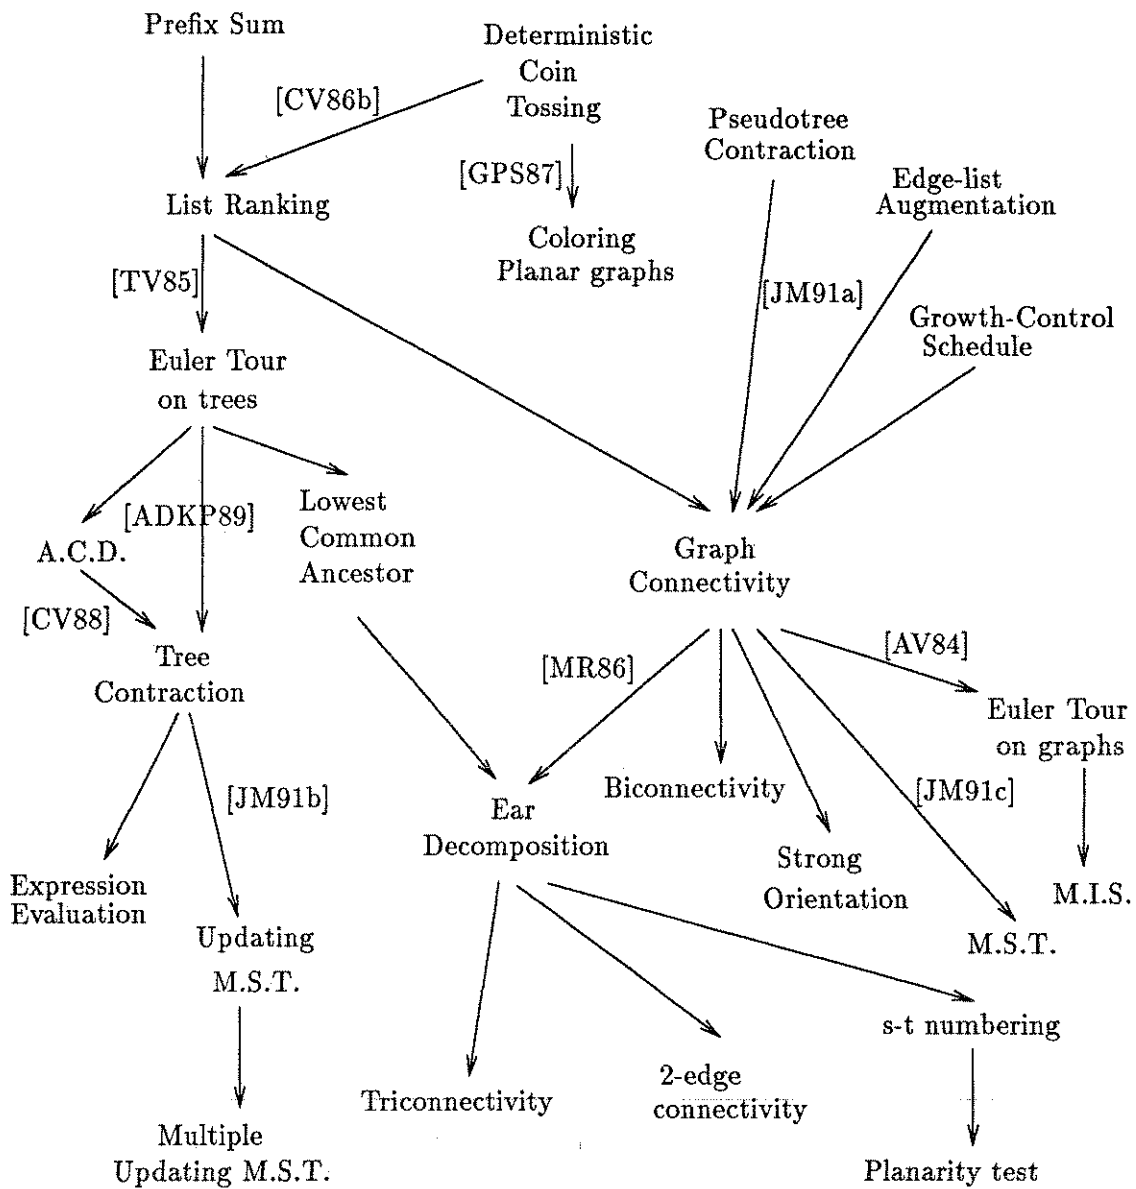 Prefix Sum
Deterministic
Coin
Tossing
[CV86b]
Pseudotree
Contraction
[GPS87]
Edge-list
Augmentation
List Ranking
Coloring
Planar graphs
[TV85]
[JM91a]
Growth-Control
Schedule
Euler Tour
on trees
Lowest
Common
Ancestor
[ADKP89]
A.C.D.
Graph
Connectivity
[CV88]
Tree
Contraction
[MR86]
[AV84]
Euler Tour
on graphs
Biconnectivity
[JM91b]
[JM91c]
Ear
Decomposition
Strong
Orientation
Expression
Evaluation
M.I.S.
Updating
M.S.T.
M.S.T.
s-t numbering
Triconnectivity
2-edge
connectivity
Multiple
Updating M.S.T.
Planarity test